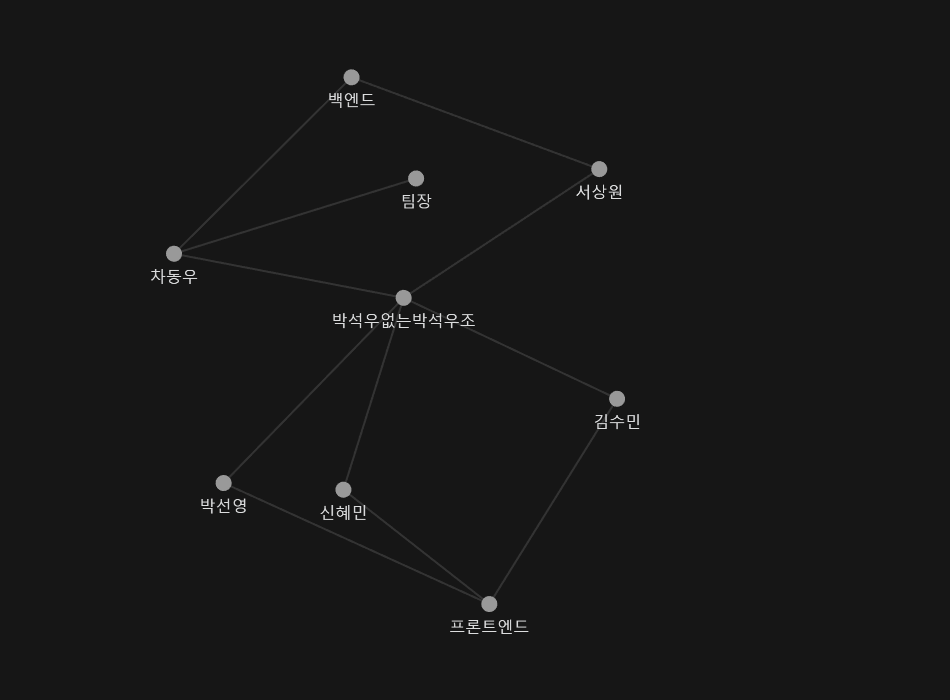 백엔드
서상원
팀장
차동우
박석우없는박석우조
김수민
박선영
신혜민
프론트엔드